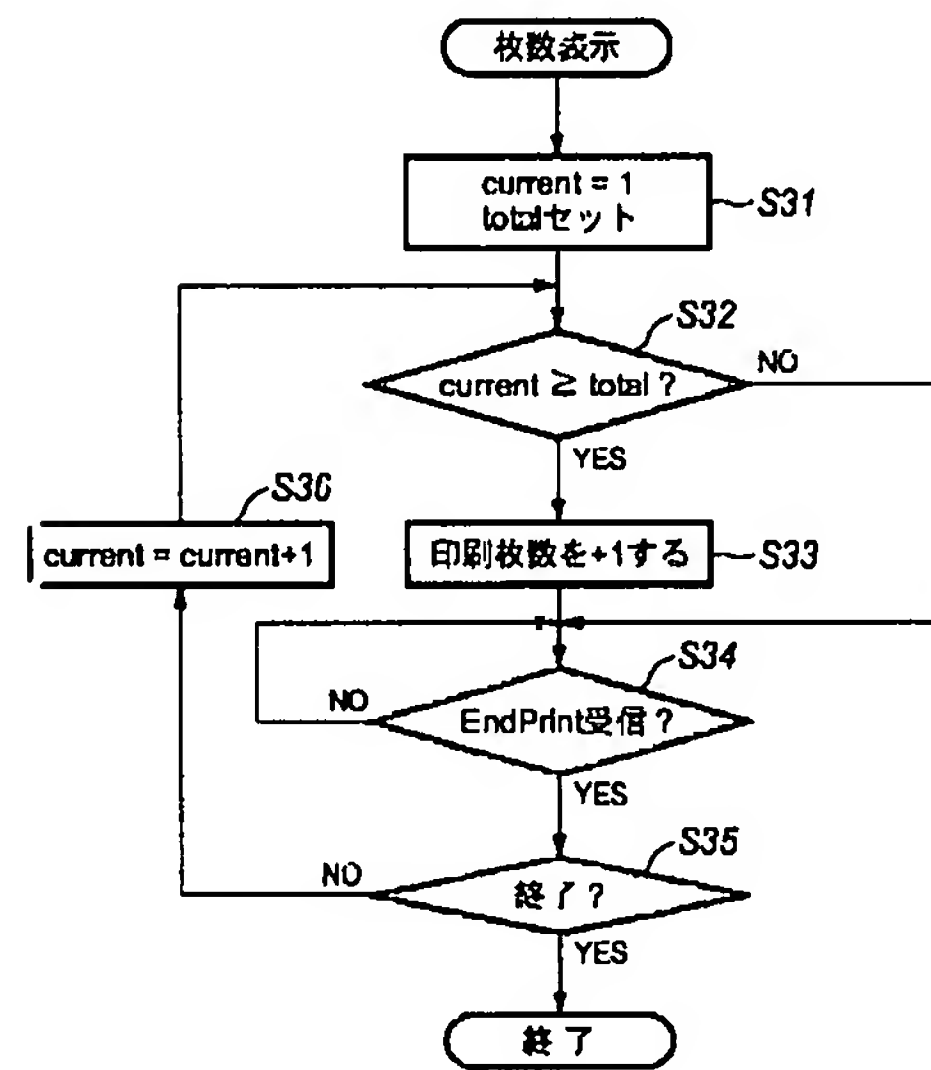 枚数表示
current = 1
totalセット
S31
S32
current ≧ total ?
NO
YES
S36
current = current+1
印刷枚数を+1する
S33
S34
NO
EndPrint受信 ?
YES
S35
NO
終了 ?
YES
終了